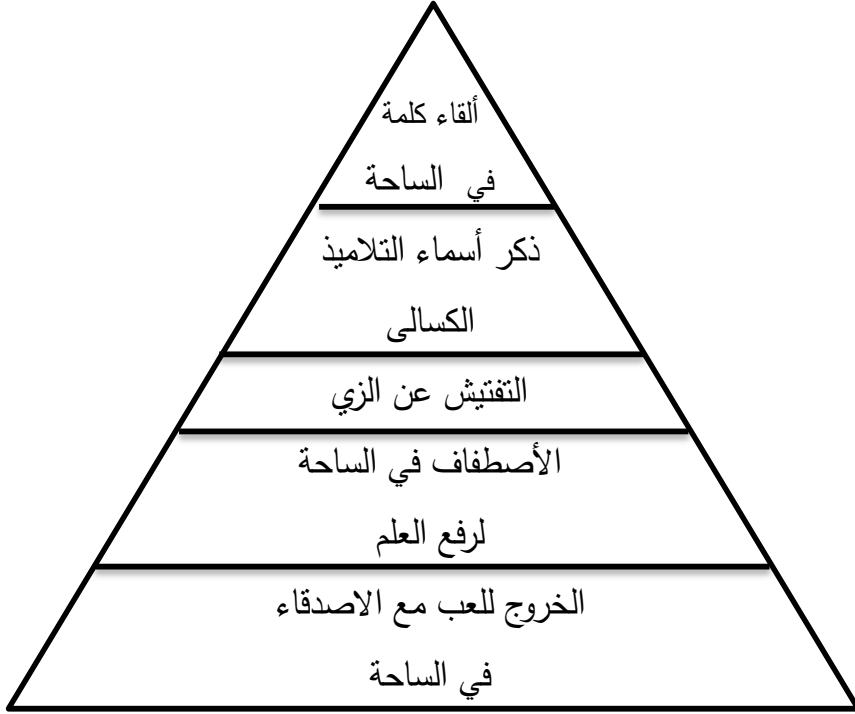 ألقاء كلمة
في الساحة
ذكر أسماء التلاميذ
الكسالى
التفتيش عن الزي
الأصطفاف في الساحة
لرفع العلم
الخروج للعب مع الاصدقاء
في الساحة